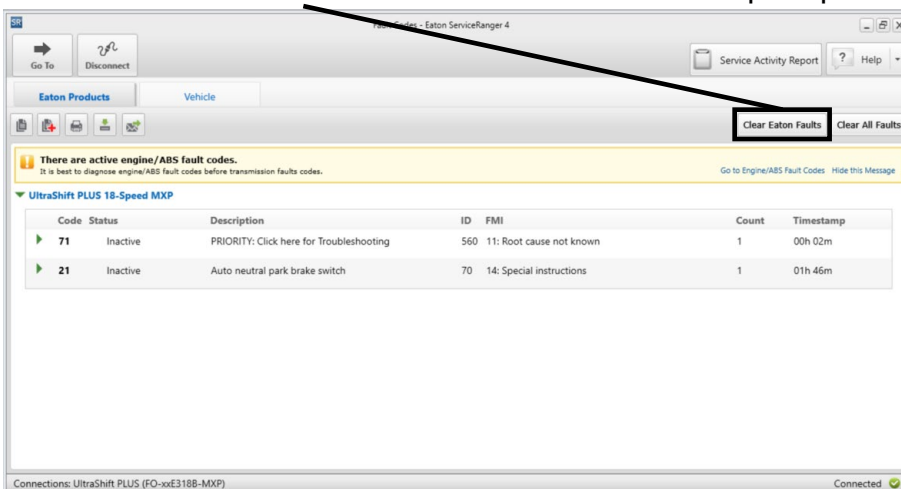 SR Fault Codes - Eaton ServiceRanger 4
Go To Disconnect Service Activity Report ? Help
Eaton Products Vehicle
Clear Eaton Faults Clear All Faults
There are active engine/ABS fault codes.
It is best to diagnose engine/ABS fault codes before transmission faults codes. Go to Engine/ABS Fault Codes Hide this Message
UltraShift PLUS 18-Speed MXP
Code Status Description ID FMI Count Timestamp
71 Inactive PRIORITY: Click here for Troubleshooting 560 11: Root cause not known 1 00h 02m
21 Inactive Auto neutral park brake switch 70 14: Special instructions 1 01h 46m
Connections: UltraShift PLUS (FO-xxE318B-MXP) Connected